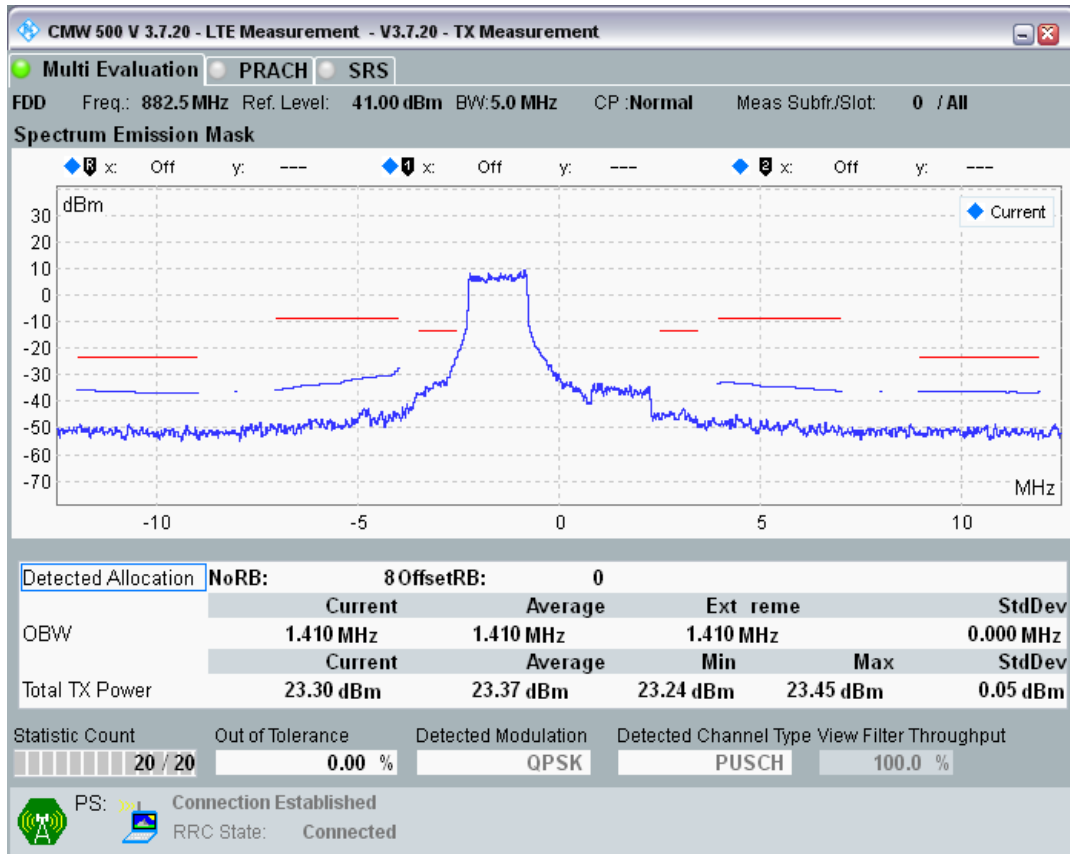 CMW 500 V 3.7.20 - LTE Measurement - V3.7.20 - TX Measurement
Multi Evaluation PRACH SRS
FDD Freq.: 882.5 MHz Ref. Level: 41.00 dBm BW:5.0 MHz CP :Normal Meas Subfr./Slot: 0 / All
Spectrum Emission Mask
R x: Off y: --- 1 x: Off y: --- 2 x: Off y: ---
dBm
Current
30
20
10
0
-10
-20
-30
-40
-50
-60
-70
MHz
-10 -5 0 5 10
Detected Allocation NoRB: 8 OffsetRB: 0
Current Average Ext reme StdDev
OBW 1.410 MHz 1.410 MHz 1.410 MHz 0.000 MHz
Current Average Min Max StdDev
Total TX Power 23.30 dBm 23.37 dBm 23.24 dBm 23.45 dBm 0.05 dBm
Statistic Count Out of Tolerance Detected Modulation Detected Channel Type View Filter Throughput
20 / 20 0.00 % QPSK PUSCH 100.0 %
PS: Connection Established
RRC State: Connected